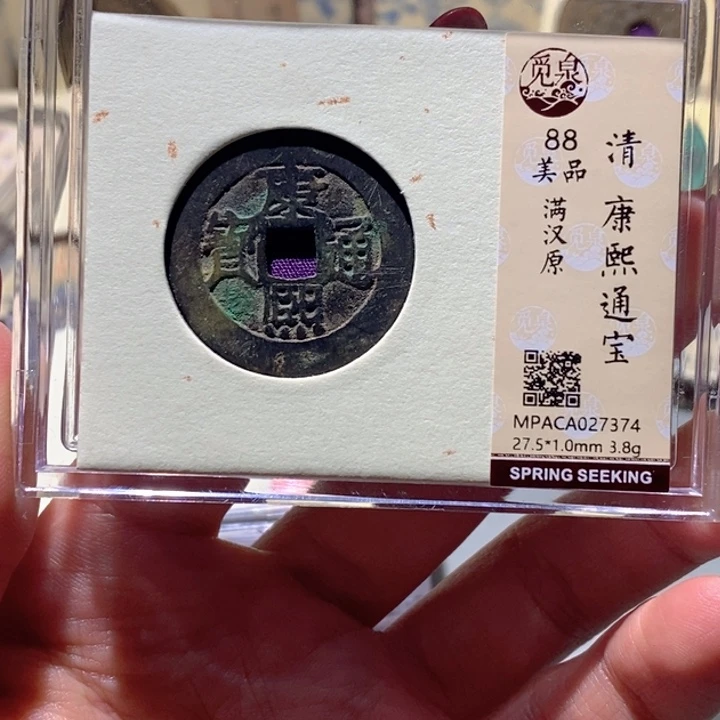 康熙通寶
觅泉
88
美品
满汉原
清 康熙通宝
MPACA027374
27.5*1.0mm 3.8g
SPRING SEEKING